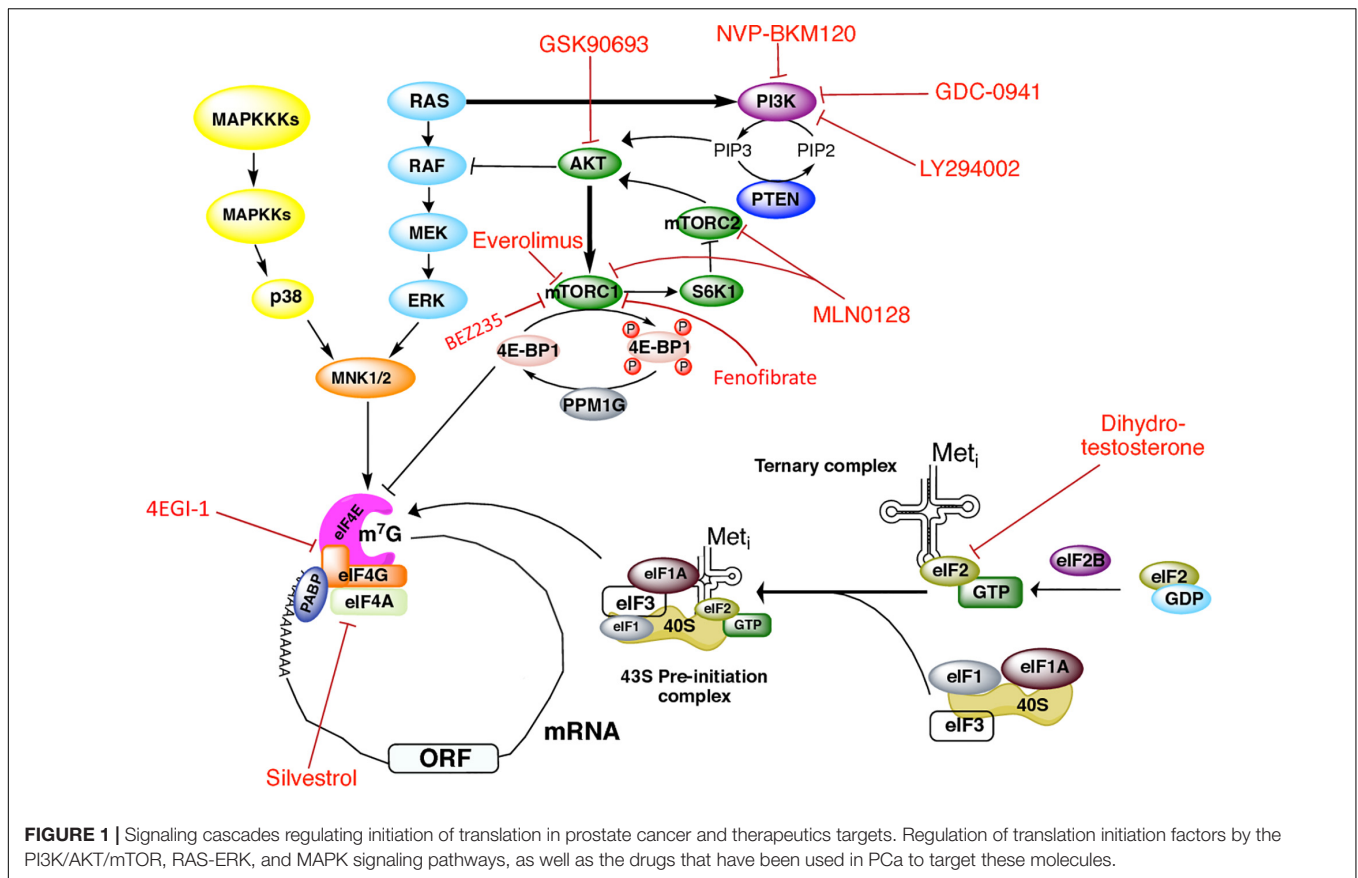 GSK90693
NVP-BKM120
GDC-0941
LY294002
MAPKKKs
RAS
PI3K
PIP3
PIP2
PTEN
MAPKKs
RAF
AKT
mTORC2
MEK
Everolimus
p38
ERK
mTORC1
S6K1
MLN0128
BEZ235
4E-BP1
4E-BP1
P
P
P
P
Fenofibrate
MNK1/2
PPM1G
4EGI-1
eIF4E
m7G
eIF4G
PABP
eIF4A
AAAAAAAAA
Silvestrol
ORF
mRNA
Ternary complex
Meti
Dihydro-
testosterone
eIF2
GTP
eIF2B
eIF2
GDP
Meti
eIF1A
eIF3
eIF2
eIF1
40S
GTP
43S Pre-initiation
complex
eIF1
eIF1A
40S
eIF3
FIGURE 1 | Signaling cascades regulating initiation of translation in prostate cancer and therapeutics targets. Regulation of translation initiation factors by the
PI3K/AKT/mTOR, RAS-ERK, and MAPK signaling pathways, as well as the drugs that have been used in PCa to target these molecules.